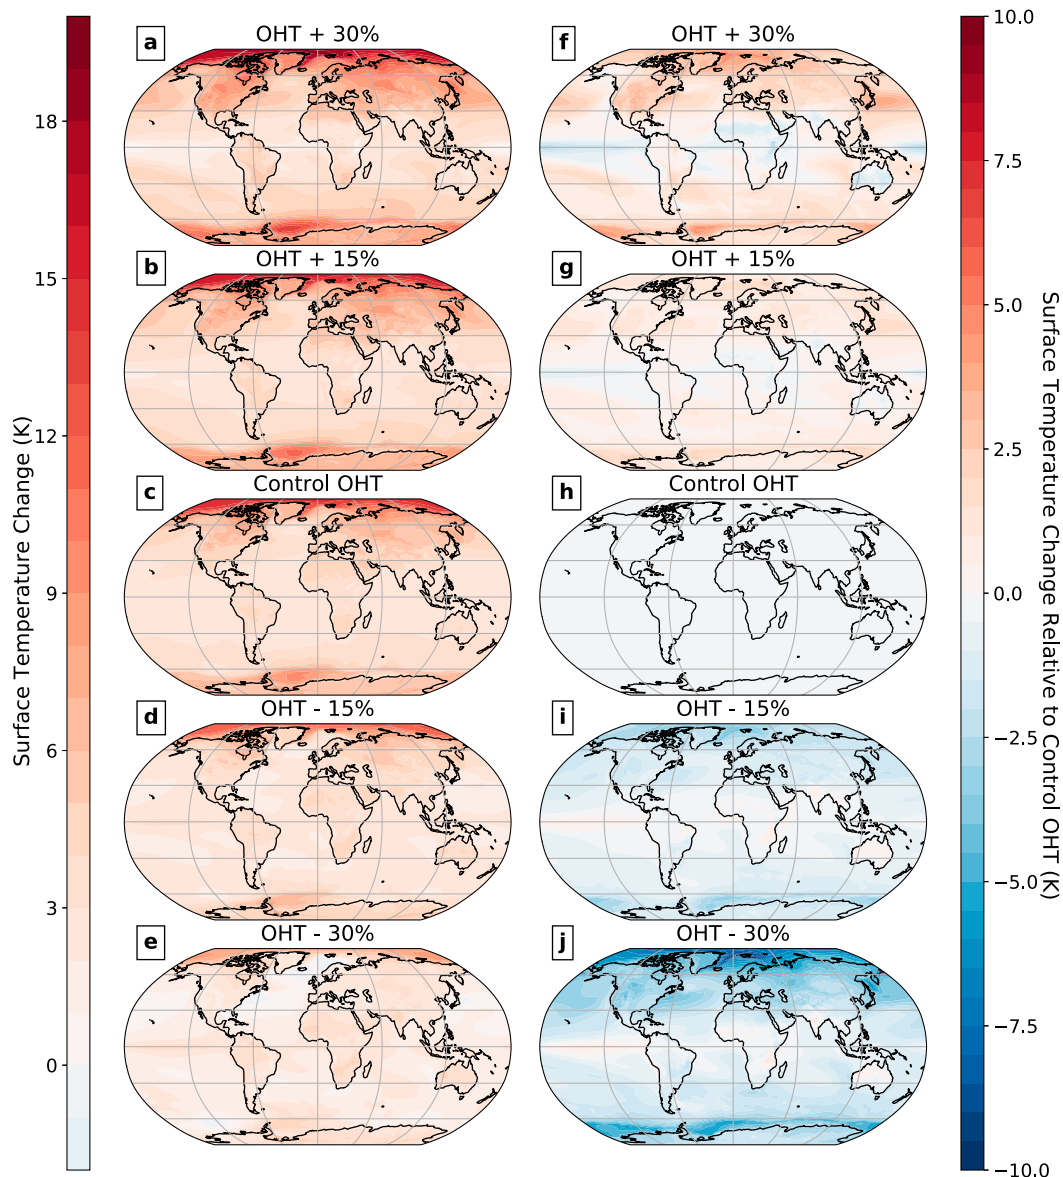 Surface Temperature Change (K)
18
15
12
9
6
3
0
a
OHT + 30%
b
OHT + 15%
c
Control OHT
d
OHT - 15%
e
OHT - 30%
f
OHT + 30%
g
OHT + 15%
h
Control OHT
i
OHT - 15%
j
OHT - 30%
10.0
7.5
5.0
2.5
0.0
−2.5
−5.0
−7.5
−10.0
Surface Temperature Change Relative to Control OHT (K)